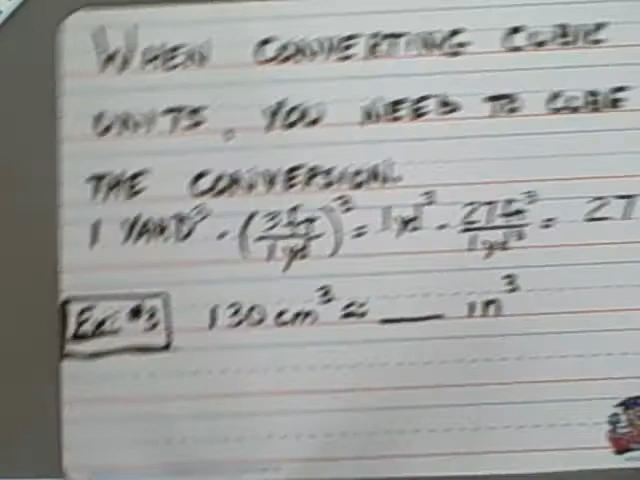 WHEN CONVERTING CUBIC
UNITS, YOU NEED TO CUBE
THE CONVERSION.
1 YARD³ · (3ft/1yd)³ = 1yd³ · 27ft³/1yd³ = 27
Ex: #3 130 cm³ ≈ ___ in³